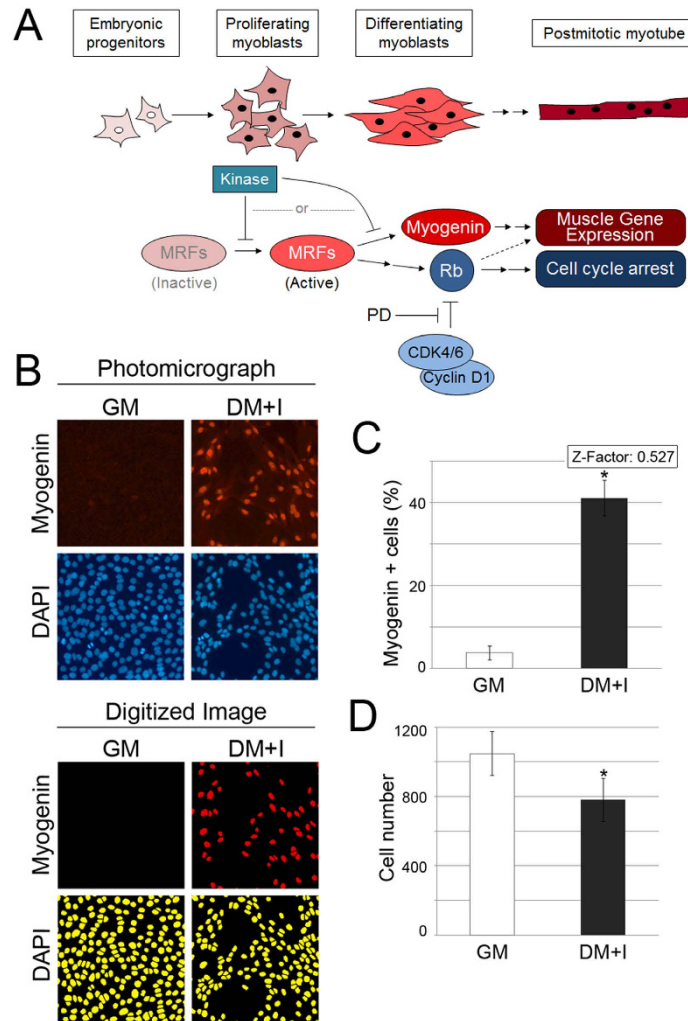 A
Embryonic
progenitors
Proliferating
myoblasts
Differentiating
myoblasts
Postmitotic myotube
Kinase
or
MRFs
(Inactive)
MRFs
(Active)
Myogenin
Rb
Muscle Gene
Expression
Cell cycle arrest
PD
CDK4/6
Cyclin D1
B
Photomicrograph
GM
DM+I
Myogenin
DAPI
Digitized Image
GM
DM+I
Myogenin
DAPI
C
Z-Factor: 0.527
*
Myogenin + cells (%)
40
20
0
GM
DM+I
D
*
Cell number
1200
800
400
0
GM
DM+I